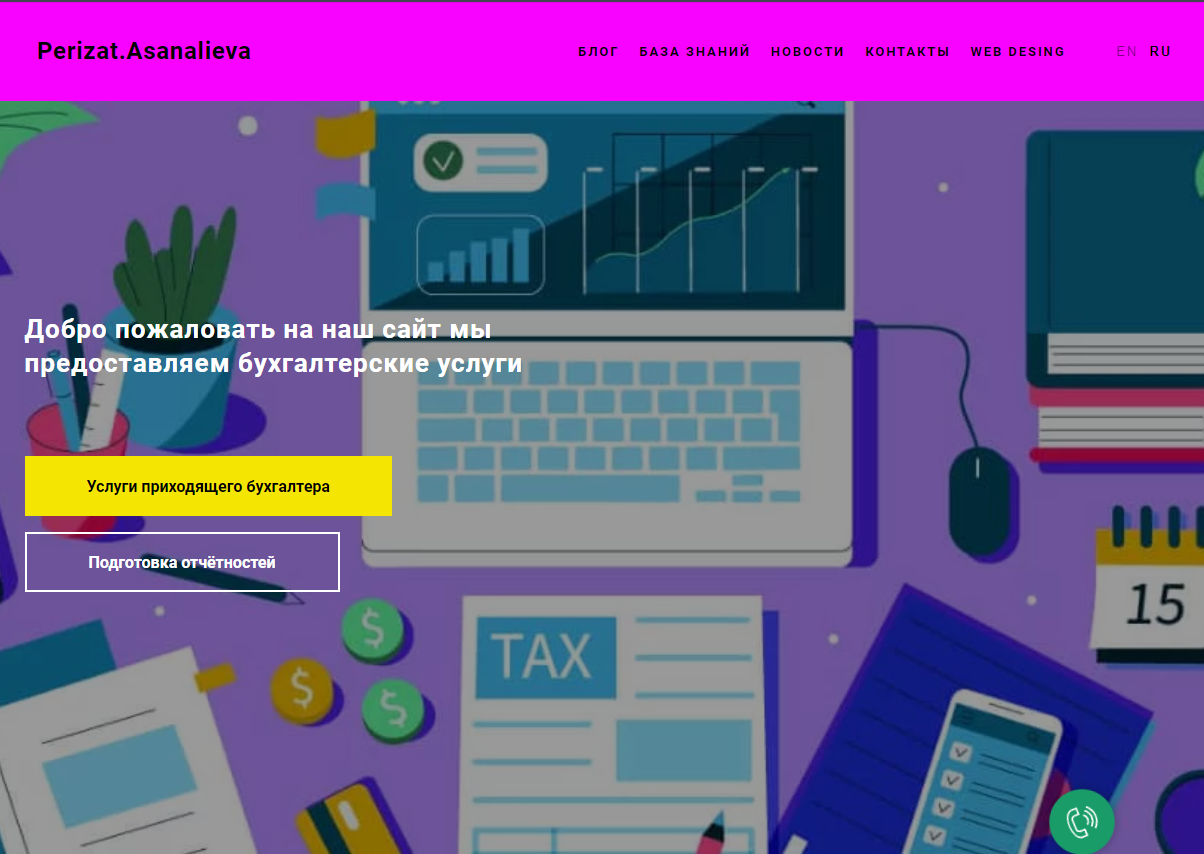 Perizat.Asanalieva
БЛОГ БАЗА ЗНАНИЙ НОВОСТИ КОНТАКТЫ WEB DESING EN RU
Добро пожаловать на наш сайт мы
предоставляем бухгалтерские услуги
Услуги приходящего бухгалтера
Подготовка отчётностей
15
TAX
$
$
$